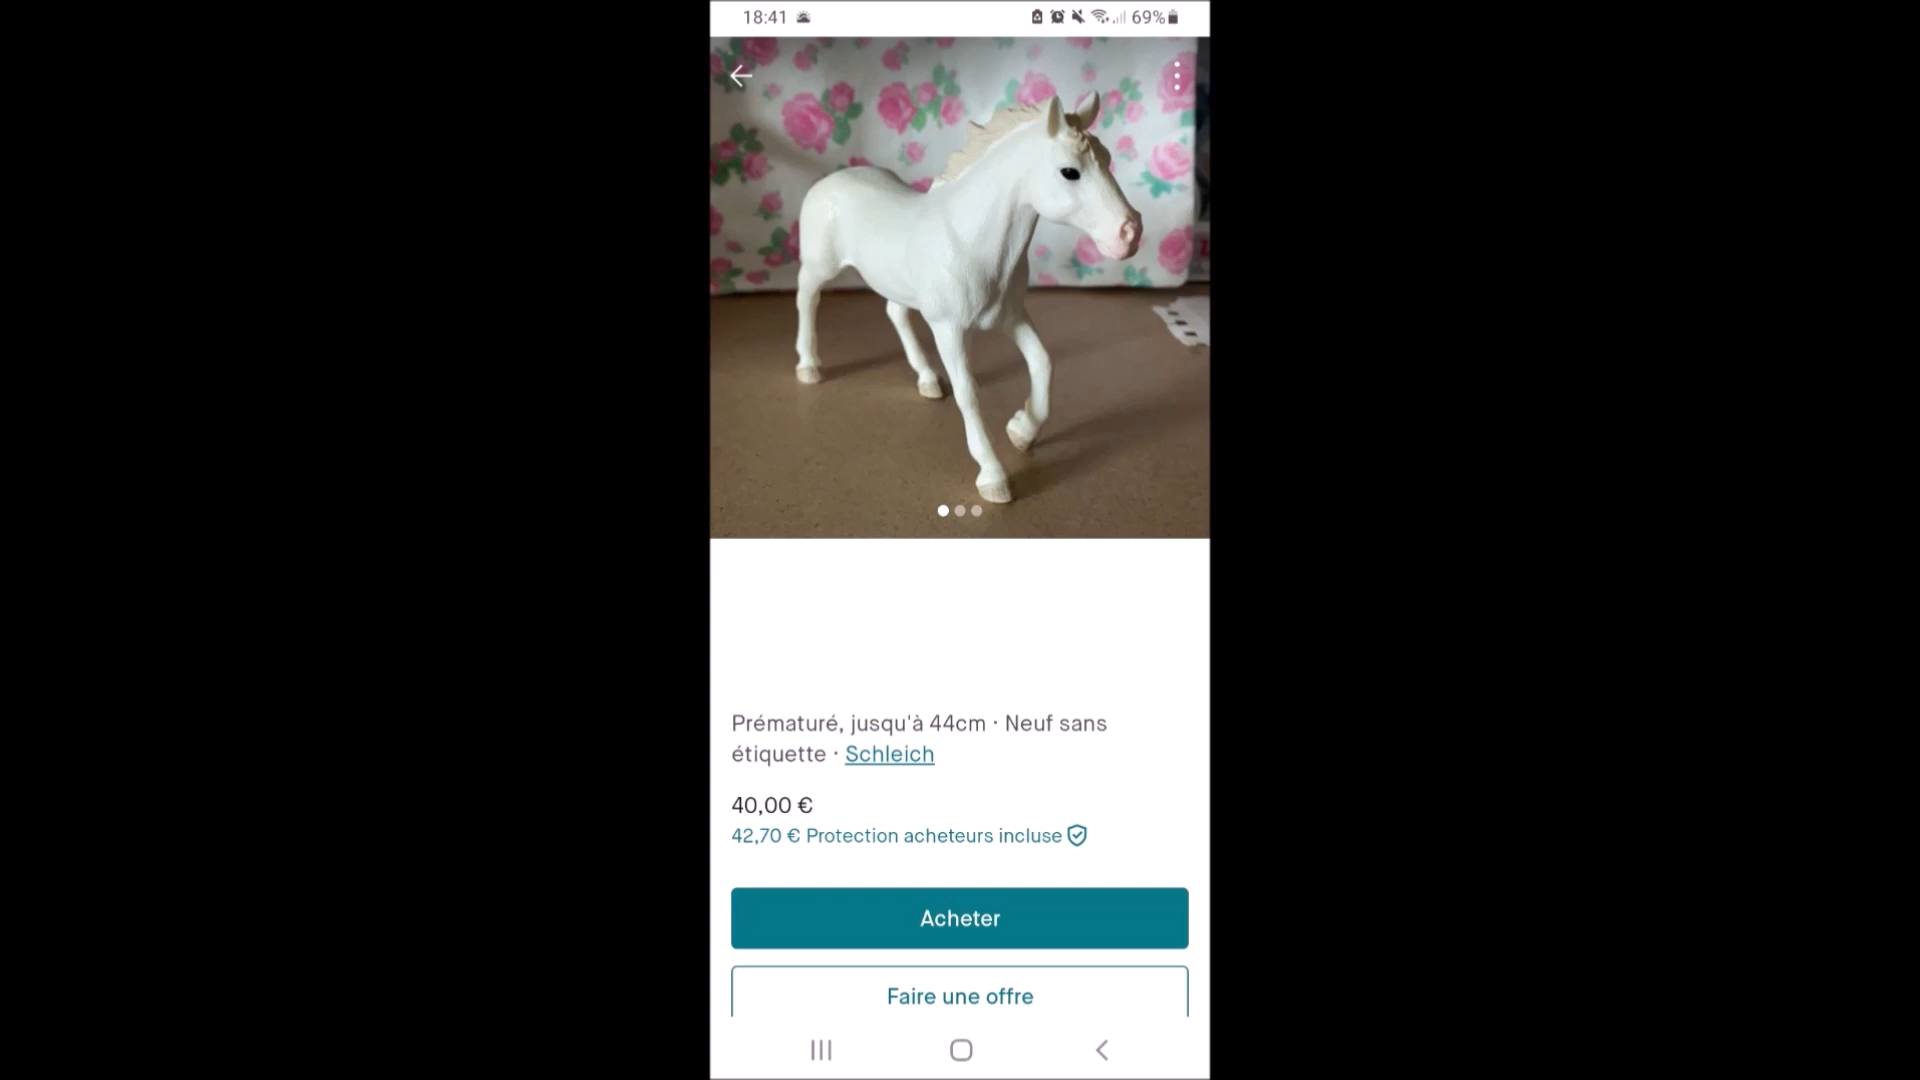 18:41
69%
Prématuré, jusqu'à 44cm · Neuf sans
étiquette · Schleich
40,00 €
42,70 € Protection acheteurs incluse
Acheter
Faire une offre